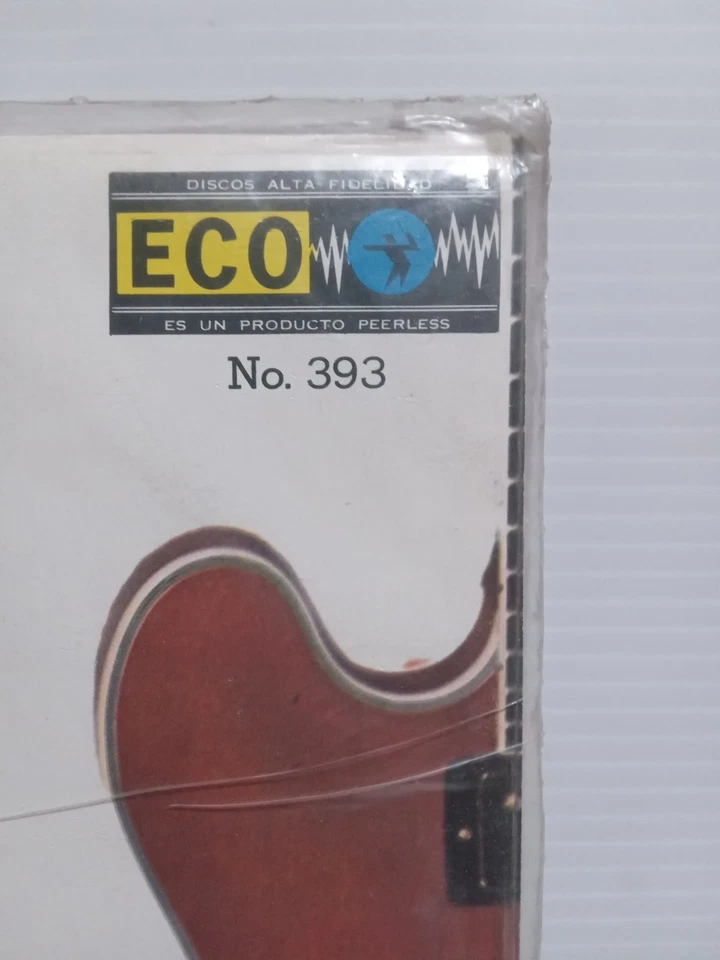 DISCOS ALTA FIDELIDAD
ECO
ES UN PRODUCTO PEERLESS
No. 393